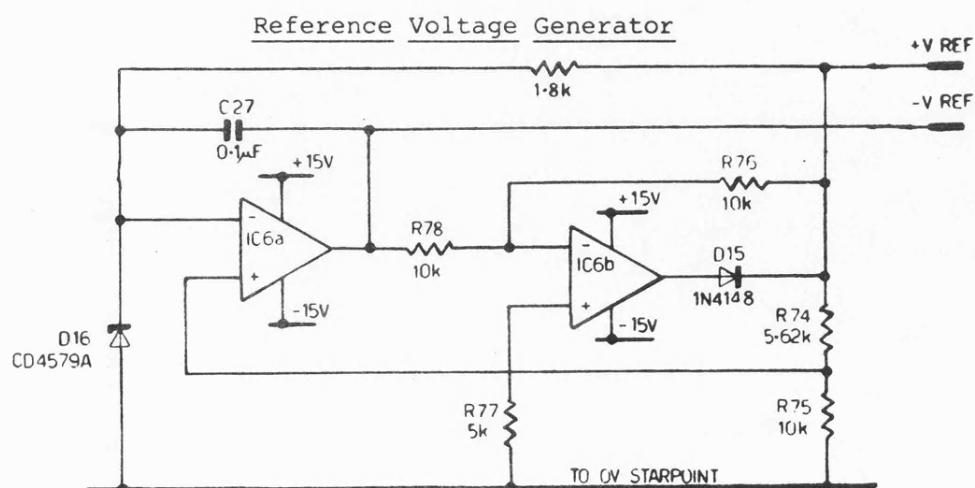 Reference Voltage Generator
+V REF
1·8k
-V REF
C27
0·1µF
+15V
R76
10k
+15V
R78
10k
-
IC6a
+
-
IC6b
+
D15
1N4148
-15V
-15V
R74
5·62k
D16
CD4579A
R77
5k
R75
10k
TO 0V STARPOINT